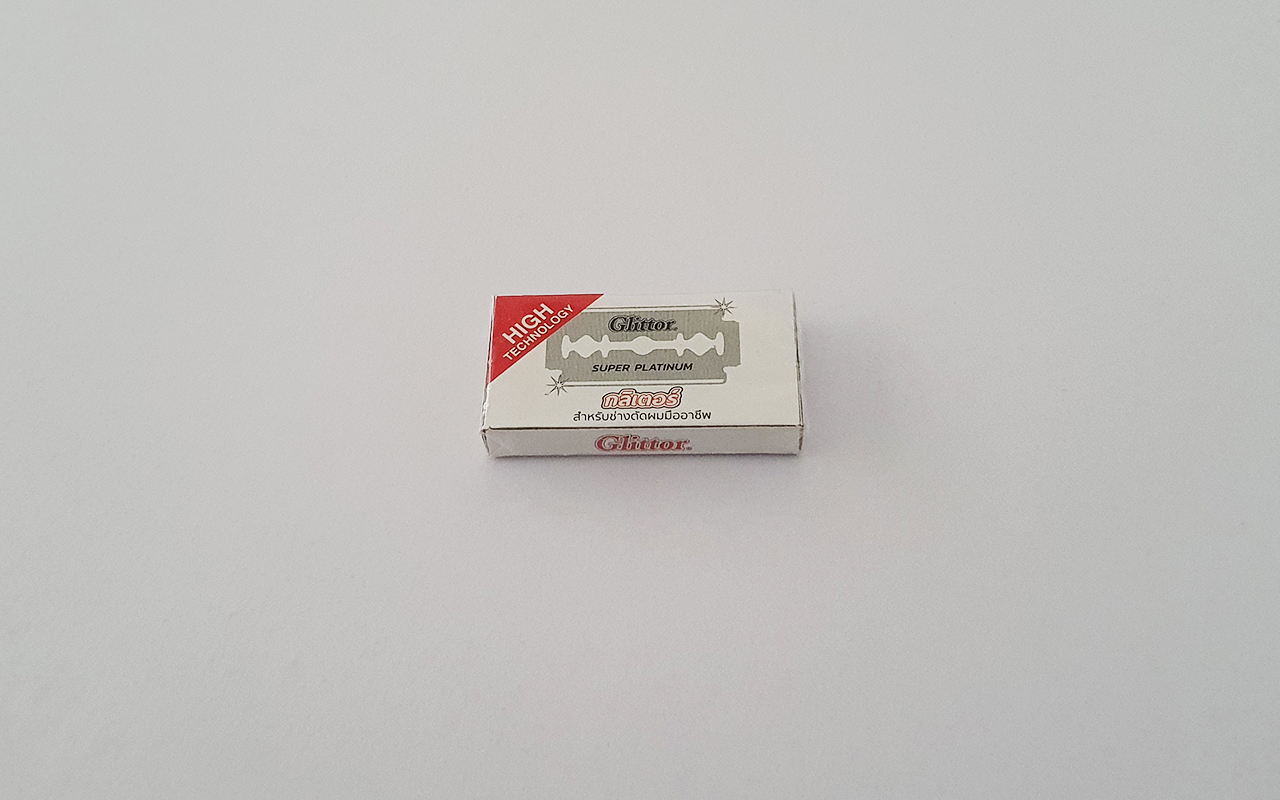 HIGH
TECHNOLOGY
Glittor®
SUPER PLATINUM
กลิตเตอร์
สำหรับช่างตัดผมมืออาชีพ
Glittor®